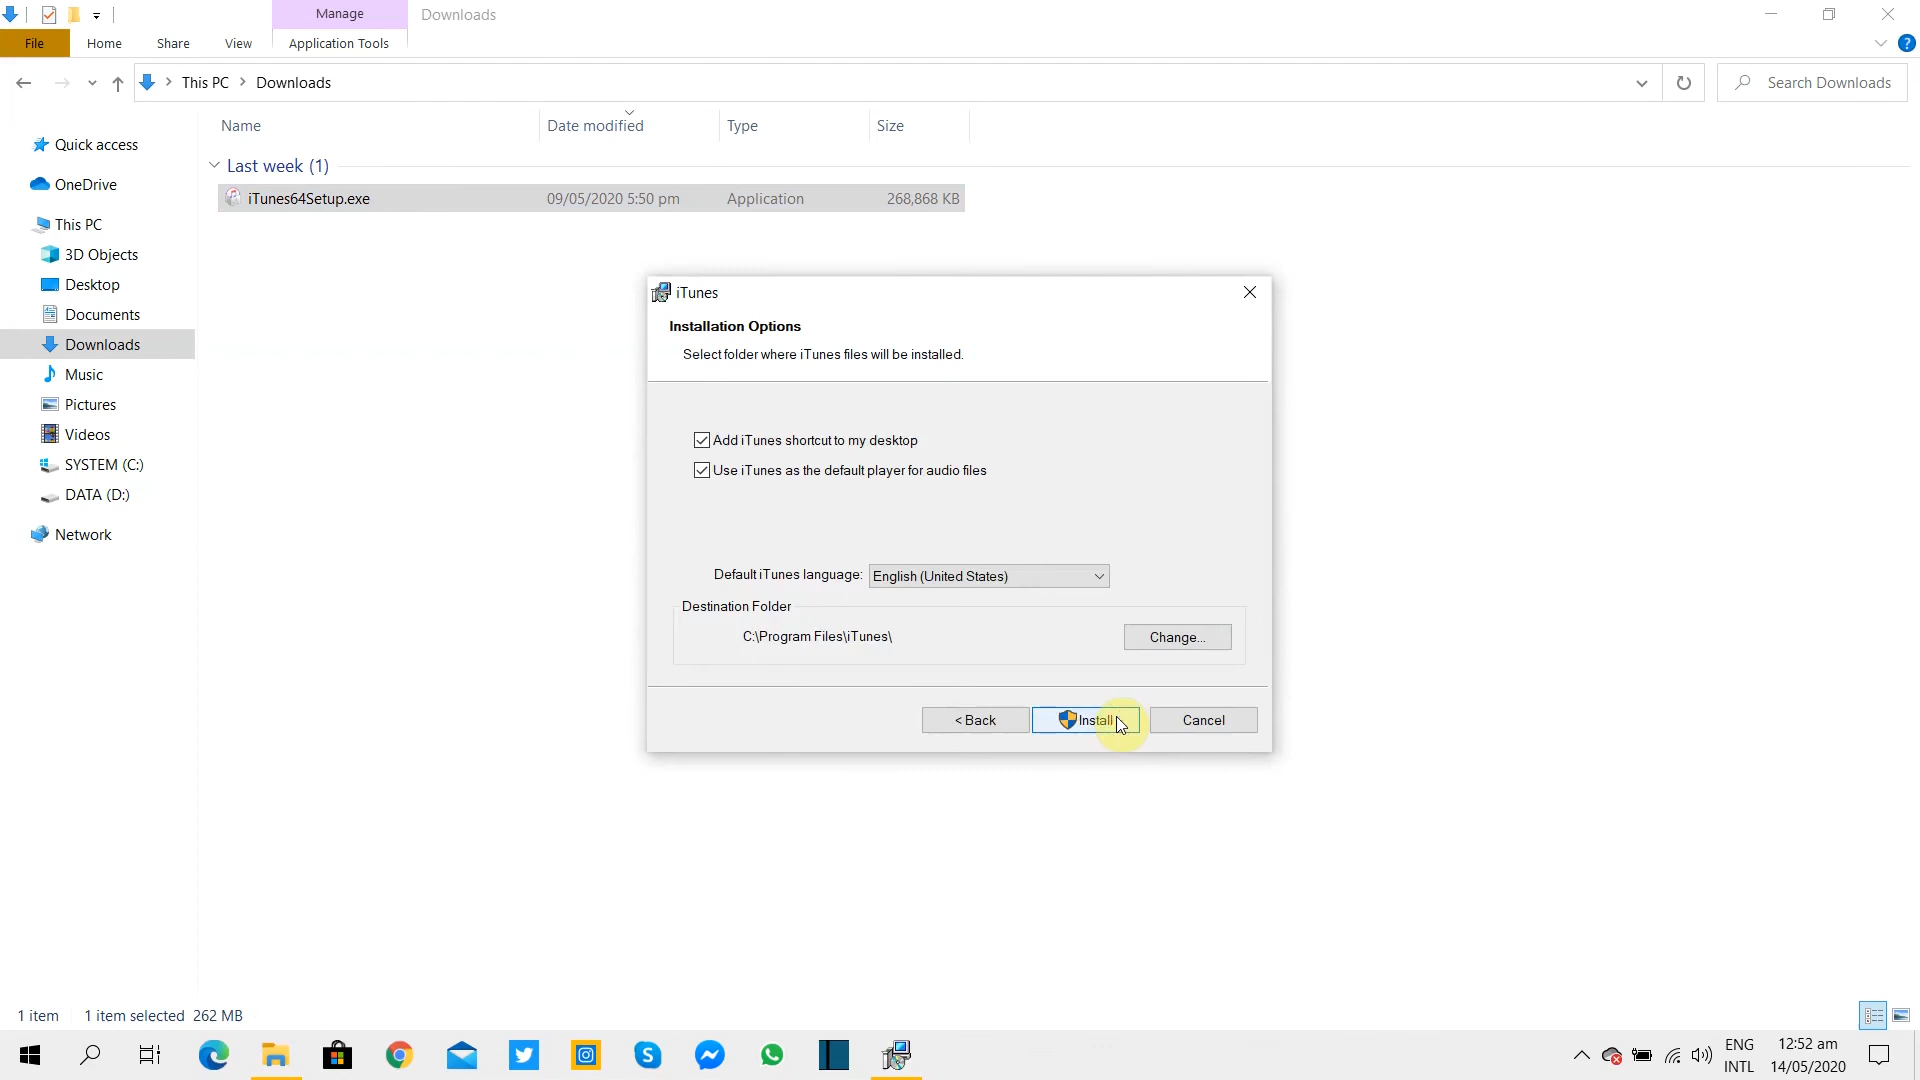 Manage
Downloads
File
Home
Share
View
Application Tools
?
This PC
Downloads
Search Downloads
Name
Date modified
Type
Size
Quick access
OneDrive
This PC
3D Objects
Desktop
Documents
Downloads
Music
Pictures
Videos
SYSTEM (C:)
DATA (D:)
Network
Last week (1)
iTunes64Setup.exe
09/05/2020 5:50 pm
Application
268,868 KB
iTunes
Installation Options
Select folder where iTunes files will be installed.
Add iTunes shortcut to my desktop
Use iTunes as the default player for audio files
Default iTunes language:
English (United States)
Destination Folder
C:\Program Files\iTunes\
Change...
< Back
Install
Cancel
1 item
1 item selected
262 MB
ENG
INTL
12:52 am
14/05/2020